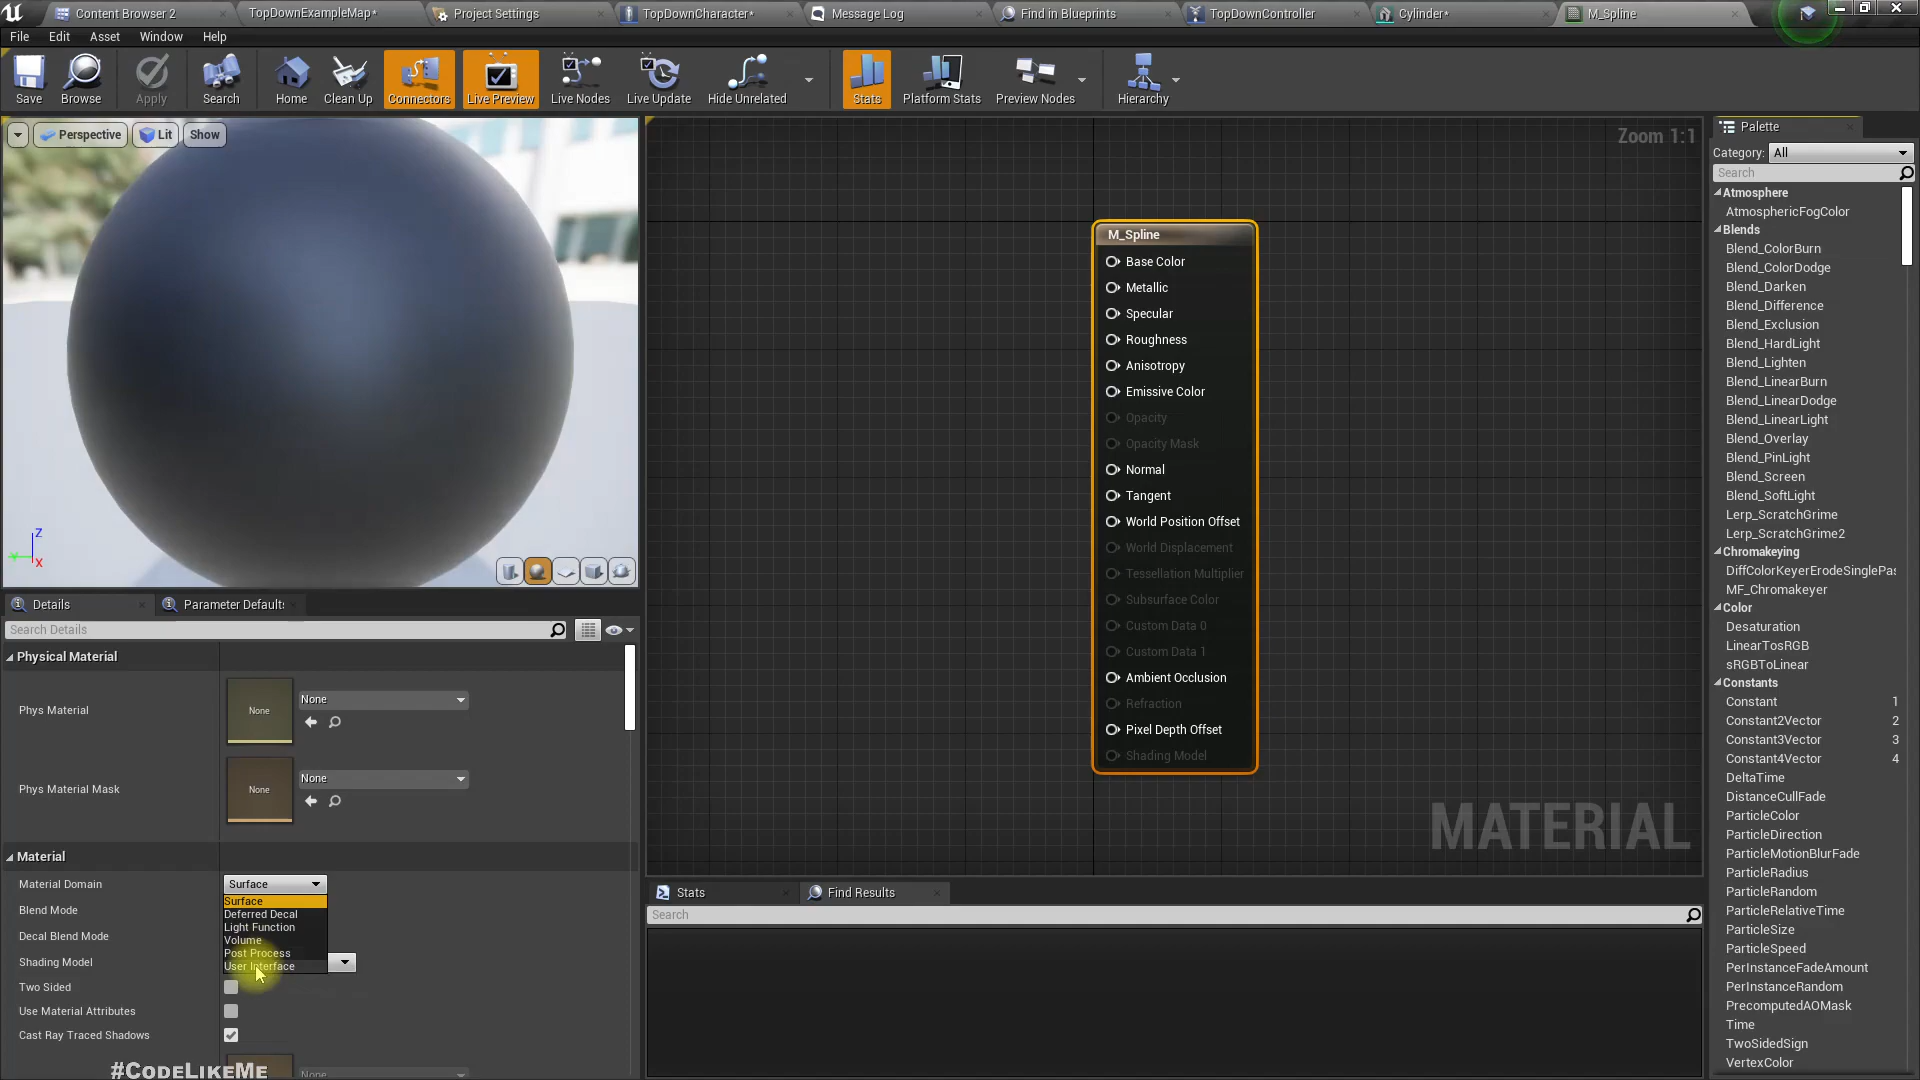 Content Browser 2
TopDownExampleMap*
Project Settings
TopDownCharacter*
Message Log
Find in Blueprints
TopDownController
Cylinder*
M_Spline
File
Edit
Asset
Window
Help
Save
Browse
Apply
Search
Home
Clean Up
Connectors
Live Preview
Live Nodes
Live Update
Hide Unrelated
Stats
Platform Stats
Preview Nodes
Hierarchy
Perspective
Lit
Show
Z
X
Zoom 1:1
M_Spline
Base Color
Metallic
Specular
Roughness
Anisotropy
Emissive Color
Opacity
Opacity Mask
Normal
Tangent
World Position Offset
World Displacement
Tessellation Multiplier
Subsurface Color
Custom Data 0
Custom Data 1
Ambient Occlusion
Refraction
Pixel Depth Offset
Shading Model
MATERIAL
Details
Parameter Defaults
Search Details
Physical Material
Phys Material
None
None
Phys Material Mask
None
None
Material
Material Domain
Surface
Surface
Deferred Decal
Light Function
Volume
Post Process
User Interface
Blend Mode
Decal Blend Mode
Shading Model
Two Sided
Use Material Attributes
Cast Ray Traced Shadows
None
#CodeLikeMe
Stats
Find Results
Search
Palette
Category:
All
Search
Atmosphere
AtmosphericFogColor
Blends
Blend_ColorBurn
Blend_ColorDodge
Blend_Darken
Blend_Difference
Blend_Exclusion
Blend_HardLight
Blend_Lighten
Blend_LinearBurn
Blend_LinearDodge
Blend_LinearLight
Blend_Overlay
Blend_PinLight
Blend_Screen
Blend_SoftLight
Lerp_ScratchGrime
Lerp_ScratchGrime2
Chromakeying
DiffColorKeyerErodeSinglePas
MF_Chromakeyer
Color
Desaturation
LinearTosRGB
sRGBToLinear
Constants
Constant 1
Constant2Vector 2
Constant3Vector 3
Constant4Vector 4
DeltaTime
DistanceCullFade
ParticleColor
ParticleDirection
ParticleMotionBlurFade
ParticleRadius
ParticleRandom
ParticleRelativeTime
ParticleSize
ParticleSpeed
PerInstanceFadeAmount
PerInstanceRandom
PrecomputedAOMask
Time
TwoSidedSign
VertexColor